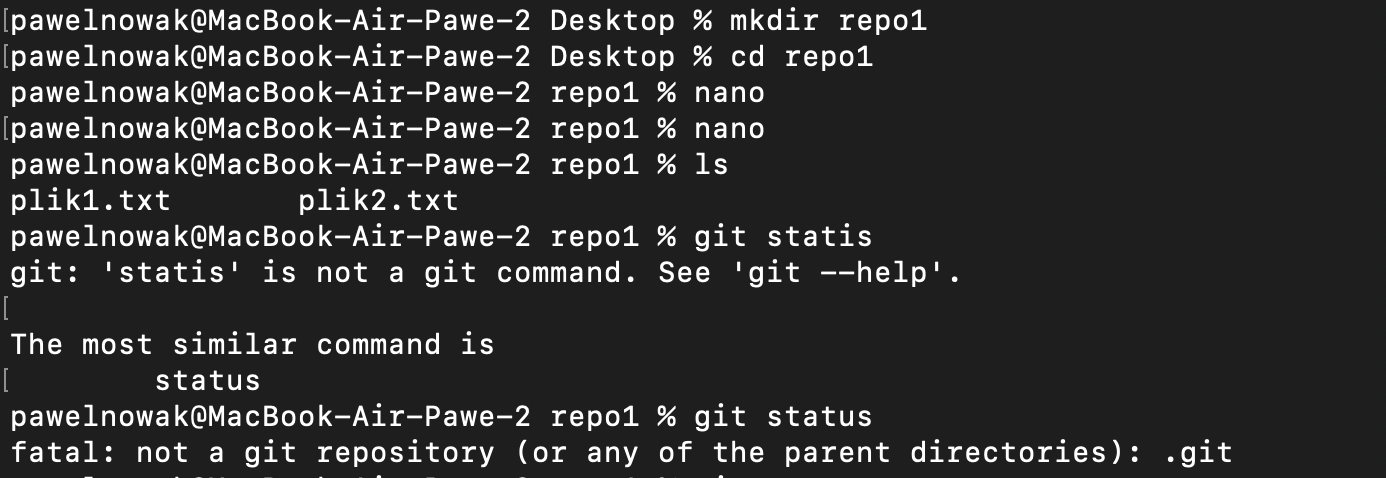 [pawelnowak@MacBook-Air-Pawe-2 Desktop % mkdir repo1
[pawelnowak@MacBook-Air-Pawe-2 Desktop % cd repo1
pawelnowak@MacBook-Air-Pawe-2 repo1 % nano
[pawelnowak@MacBook-Air-Pawe-2 repo1 % nano
pawelnowak@MacBook-Air-Pawe-2 repo1 % ls
plik1.txt plik2.txt
pawelnowak@MacBook-Air-Pawe-2 repo1 % git statis
git: 'statis' is not a git command. See 'git --help'.
[
The most similar command is
[ status
pawelnowak@MacBook-Air-Pawe-2 repo1 % git status
fatal: not a git repository (or any of the parent directories): .git